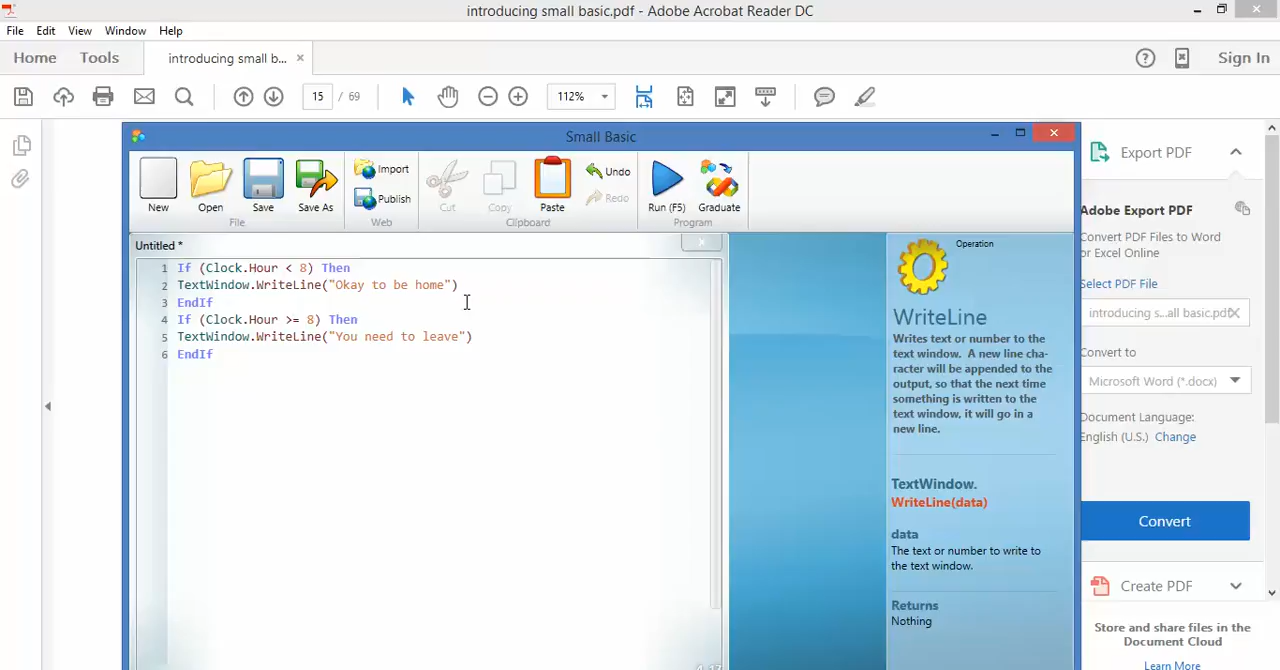 introducing small basic.pdf - Adobe Acrobat Reader DC
File Edit View Window Help
Home Tools introducing small b... ×
Sign In
15 / 69
112%
Small Basic
New
Open
Save
Save As
File
Import
Publish
Web
Cut
Copy
Paste
Undo
Redo
Clipboard
Run (F5)
Graduate
Program
Untitled *
1 If (Clock.Hour < 8) Then
2 TextWindow.WriteLine("Okay to be home")
3 EndIf
4 If (Clock.Hour >= 8) Then
5 TextWindow.WriteLine("You need to leave")
6 EndIf
Operation
WriteLine
Writes text or number to the
text window. A new line cha-
racter will be appended to the
output, so that the next time
something is written to the
text window, it will go in a
new line.
TextWindow.
WriteLine(data)
data
The text or number to write to
the text window.
Returns
Nothing
Export PDF
Adobe Export PDF
Convert PDF Files to Word
or Excel Online
Select PDF File
introducing s...all basic.pdf
Convert to
Microsoft Word (*.docx)
Document Language:
English (U.S.) Change
Convert
Create PDF
Store and share files in the
Document Cloud
Learn More